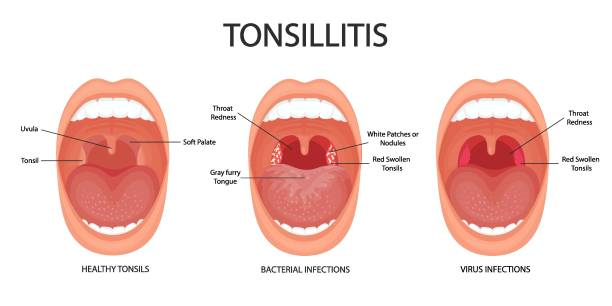 TONSILLITIS
Uvula
Tonsil
Soft Palate
HEALTHY TONSILS
Throat
Redness
Gray furry
Tongue
White Patches or
Nodules
Red Swollen
Tonsils
BACTERIAL INFECTIONS
Throat
Redness
Red Swollen
Tonsils
VIRUS INFECTIONS